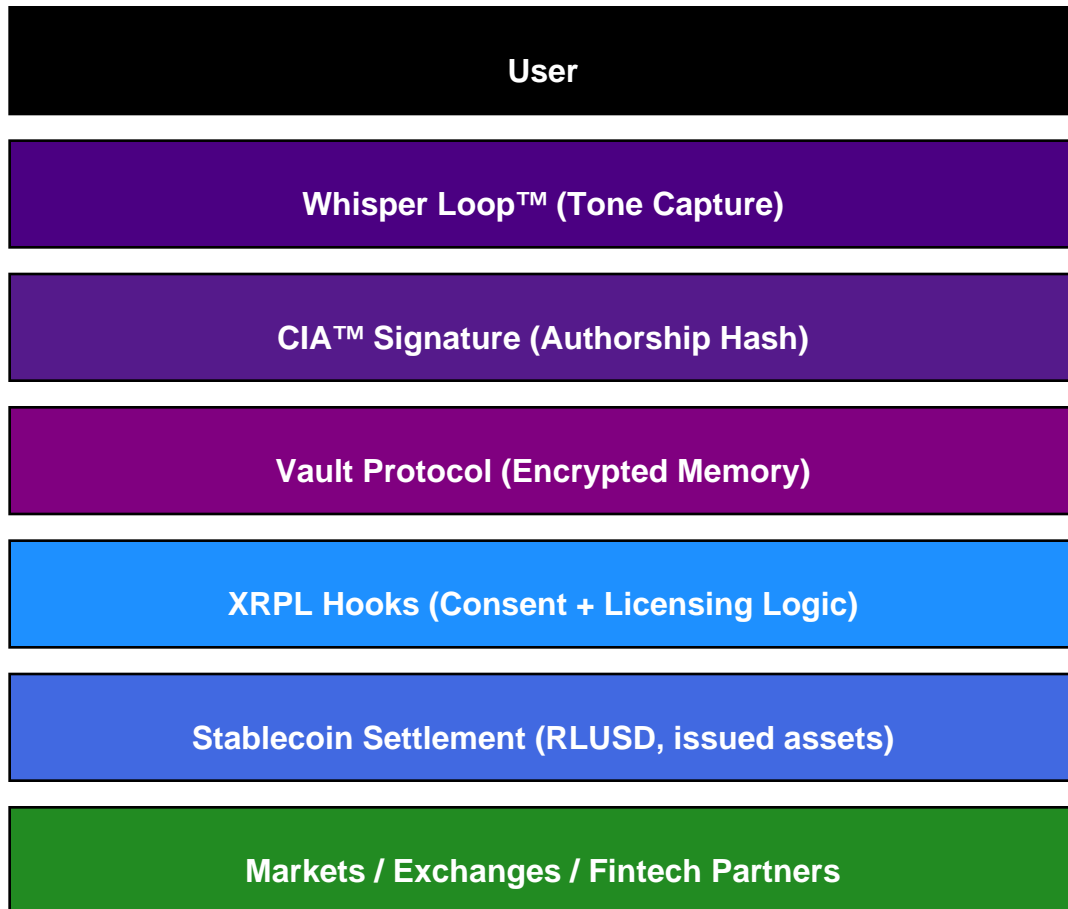 User
Whisper Loop™ (Tone Capture)
CIA™ Signature (Authorship Hash)
Vault Protocol (Encrypted Memory)
XRPL Hooks (Consent + Licensing Logic)
Stablecoin Settlement (RLUSD, issued assets)
Markets / Exchanges / Fintech Partners